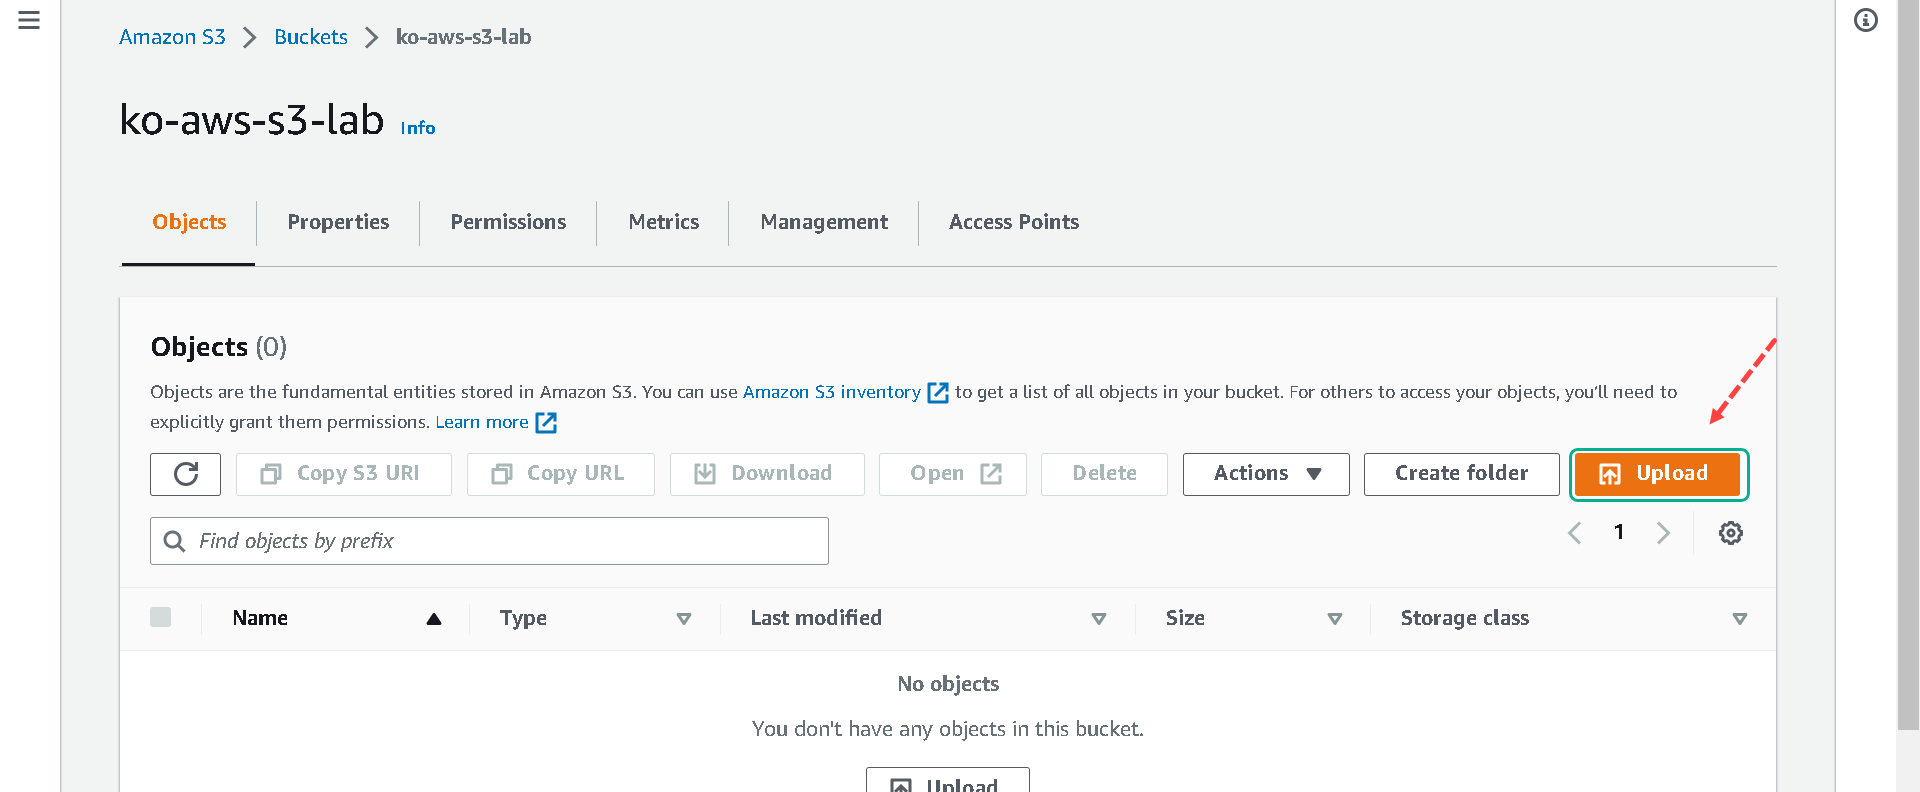 Amazon S3 Buckets ko-aws-s3-lab
ko-aws-s3-lab Info
Objects Properties Permissions Metrics Management Access Points
Objects (0)
Objects are the fundamental entities stored in Amazon S3. You can use Amazon S3 inventory to get a list of all objects in your bucket. For others to access your objects, you'll need to
explicitly grant them permissions. Learn more
Copy S3 URI Copy URL Download Open Delete Actions Create folder Upload
Find objects by prefix 1
Name Type Last modified Size Storage class
No objects
You don't have any objects in this bucket.
Upload